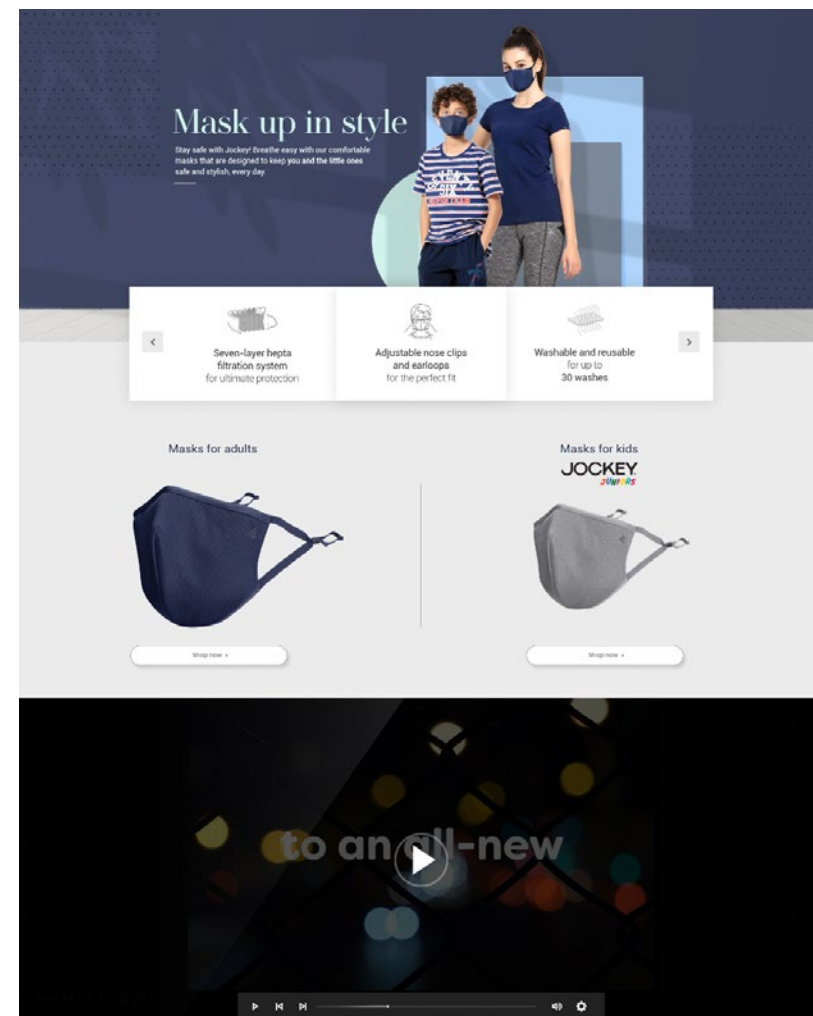 Mask up in style
Stay safe with Jockey! Breathe easy with our comfortable
masks that are designed to keep you and the little ones
safe and stylish, every day.
SEVENTY
SIX
Seven-layer hepta
filtration system
for ultimate protection
Adjustable nose clips
and earloops
for the perfect fit
Washable and reusable
for up to
30 washes
Masks for adults
Masks for kids
JOCKEY
JUNIORS
Shop now
Shop now
to an all-new